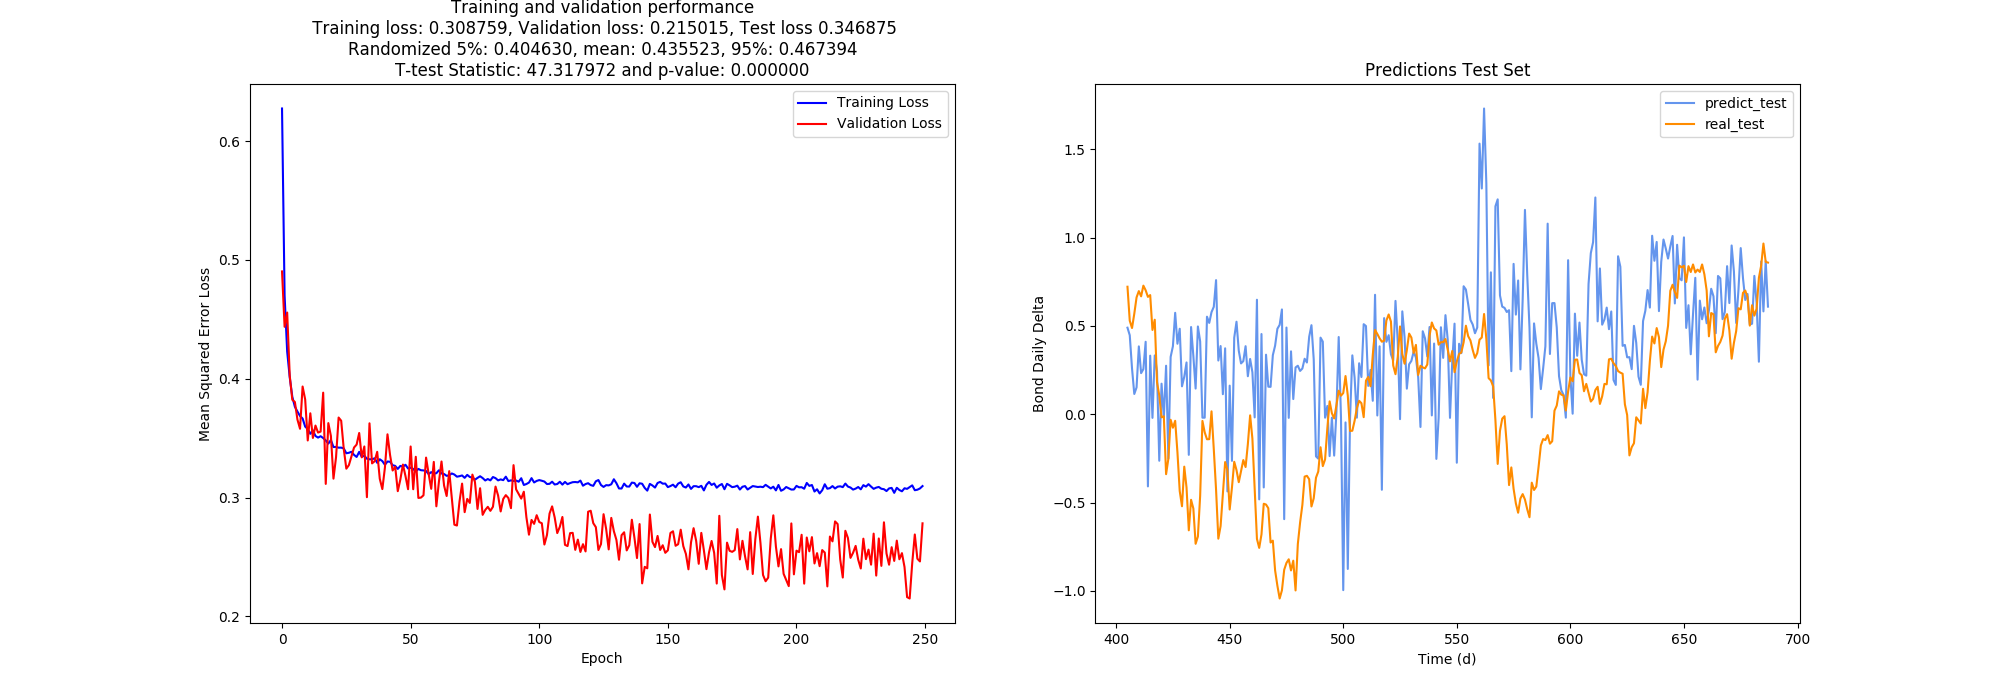 Training and validation performance
Training loss: 0.308759, Validation loss: 0.215015, Test loss 0.346875
Randomized 5%: 0.404630, mean: 0.435523, 95%: 0.467394
T-test Statistic: 47.317972 and p-value: 0.000000
Training Loss
Validation Loss
Mean Squared Error Loss
0.6
0.5
0.4
0.3
0.2
0
50
100
150
200
250
Epoch
Predictions Test Set
predict_test
real_test
Bond Daily Delta
1.5
1.0
0.5
0.0
−0.5
−1.0
400
450
500
550
600
650
700
Time (d)